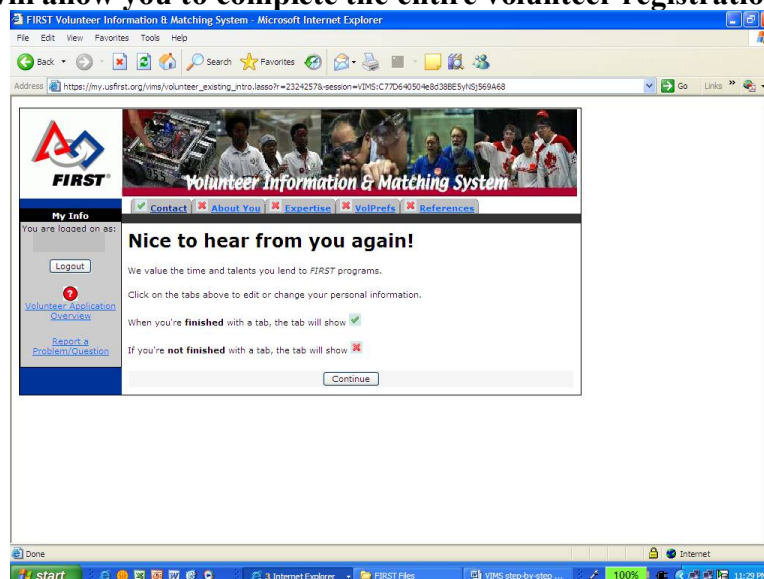 will allow you to complete the entire volunteer registration
FIRST Volunteer Information & Matching System - Microsoft Internet Explorer
File Edit View Favorites Tools Help
Back Search Favorites
Address https://my.usfirst.org/vims/volunteer_existing_intro.lasso?r=2324257&-session=VIMS:C77D640504e8d38BE5yNSj569A68 Go Links »
FIRST
Volunteer Information & Matching System
Contact About You Expertise VolPrefs References
My Info
You are logged on as:
Logout
Volunteer Application
Overview
Report a
Problem/Question
Nice to hear from you again!
We value the time and talents you lend to FIRST programs.
Click on the tabs above to edit or change your personal information.
When you're finished with a tab, the tab will show
If you're not finished with a tab, the tab will show
Continue
Done Internet
start 3 Internet Explorer FIRST Files VIMS step-by-step ... 100% 11:29 PM